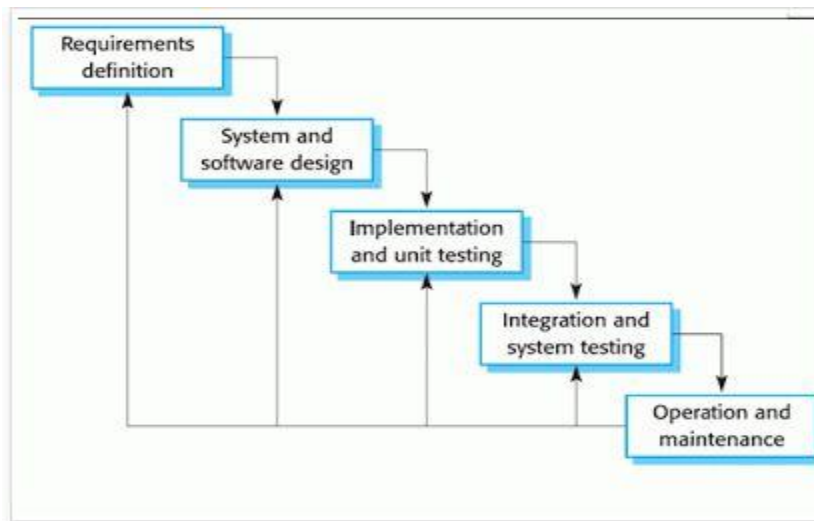 Requirements
definition
System and
software design
Implementation
and unit testing
Integration and
system testing
Operation and
maintenance